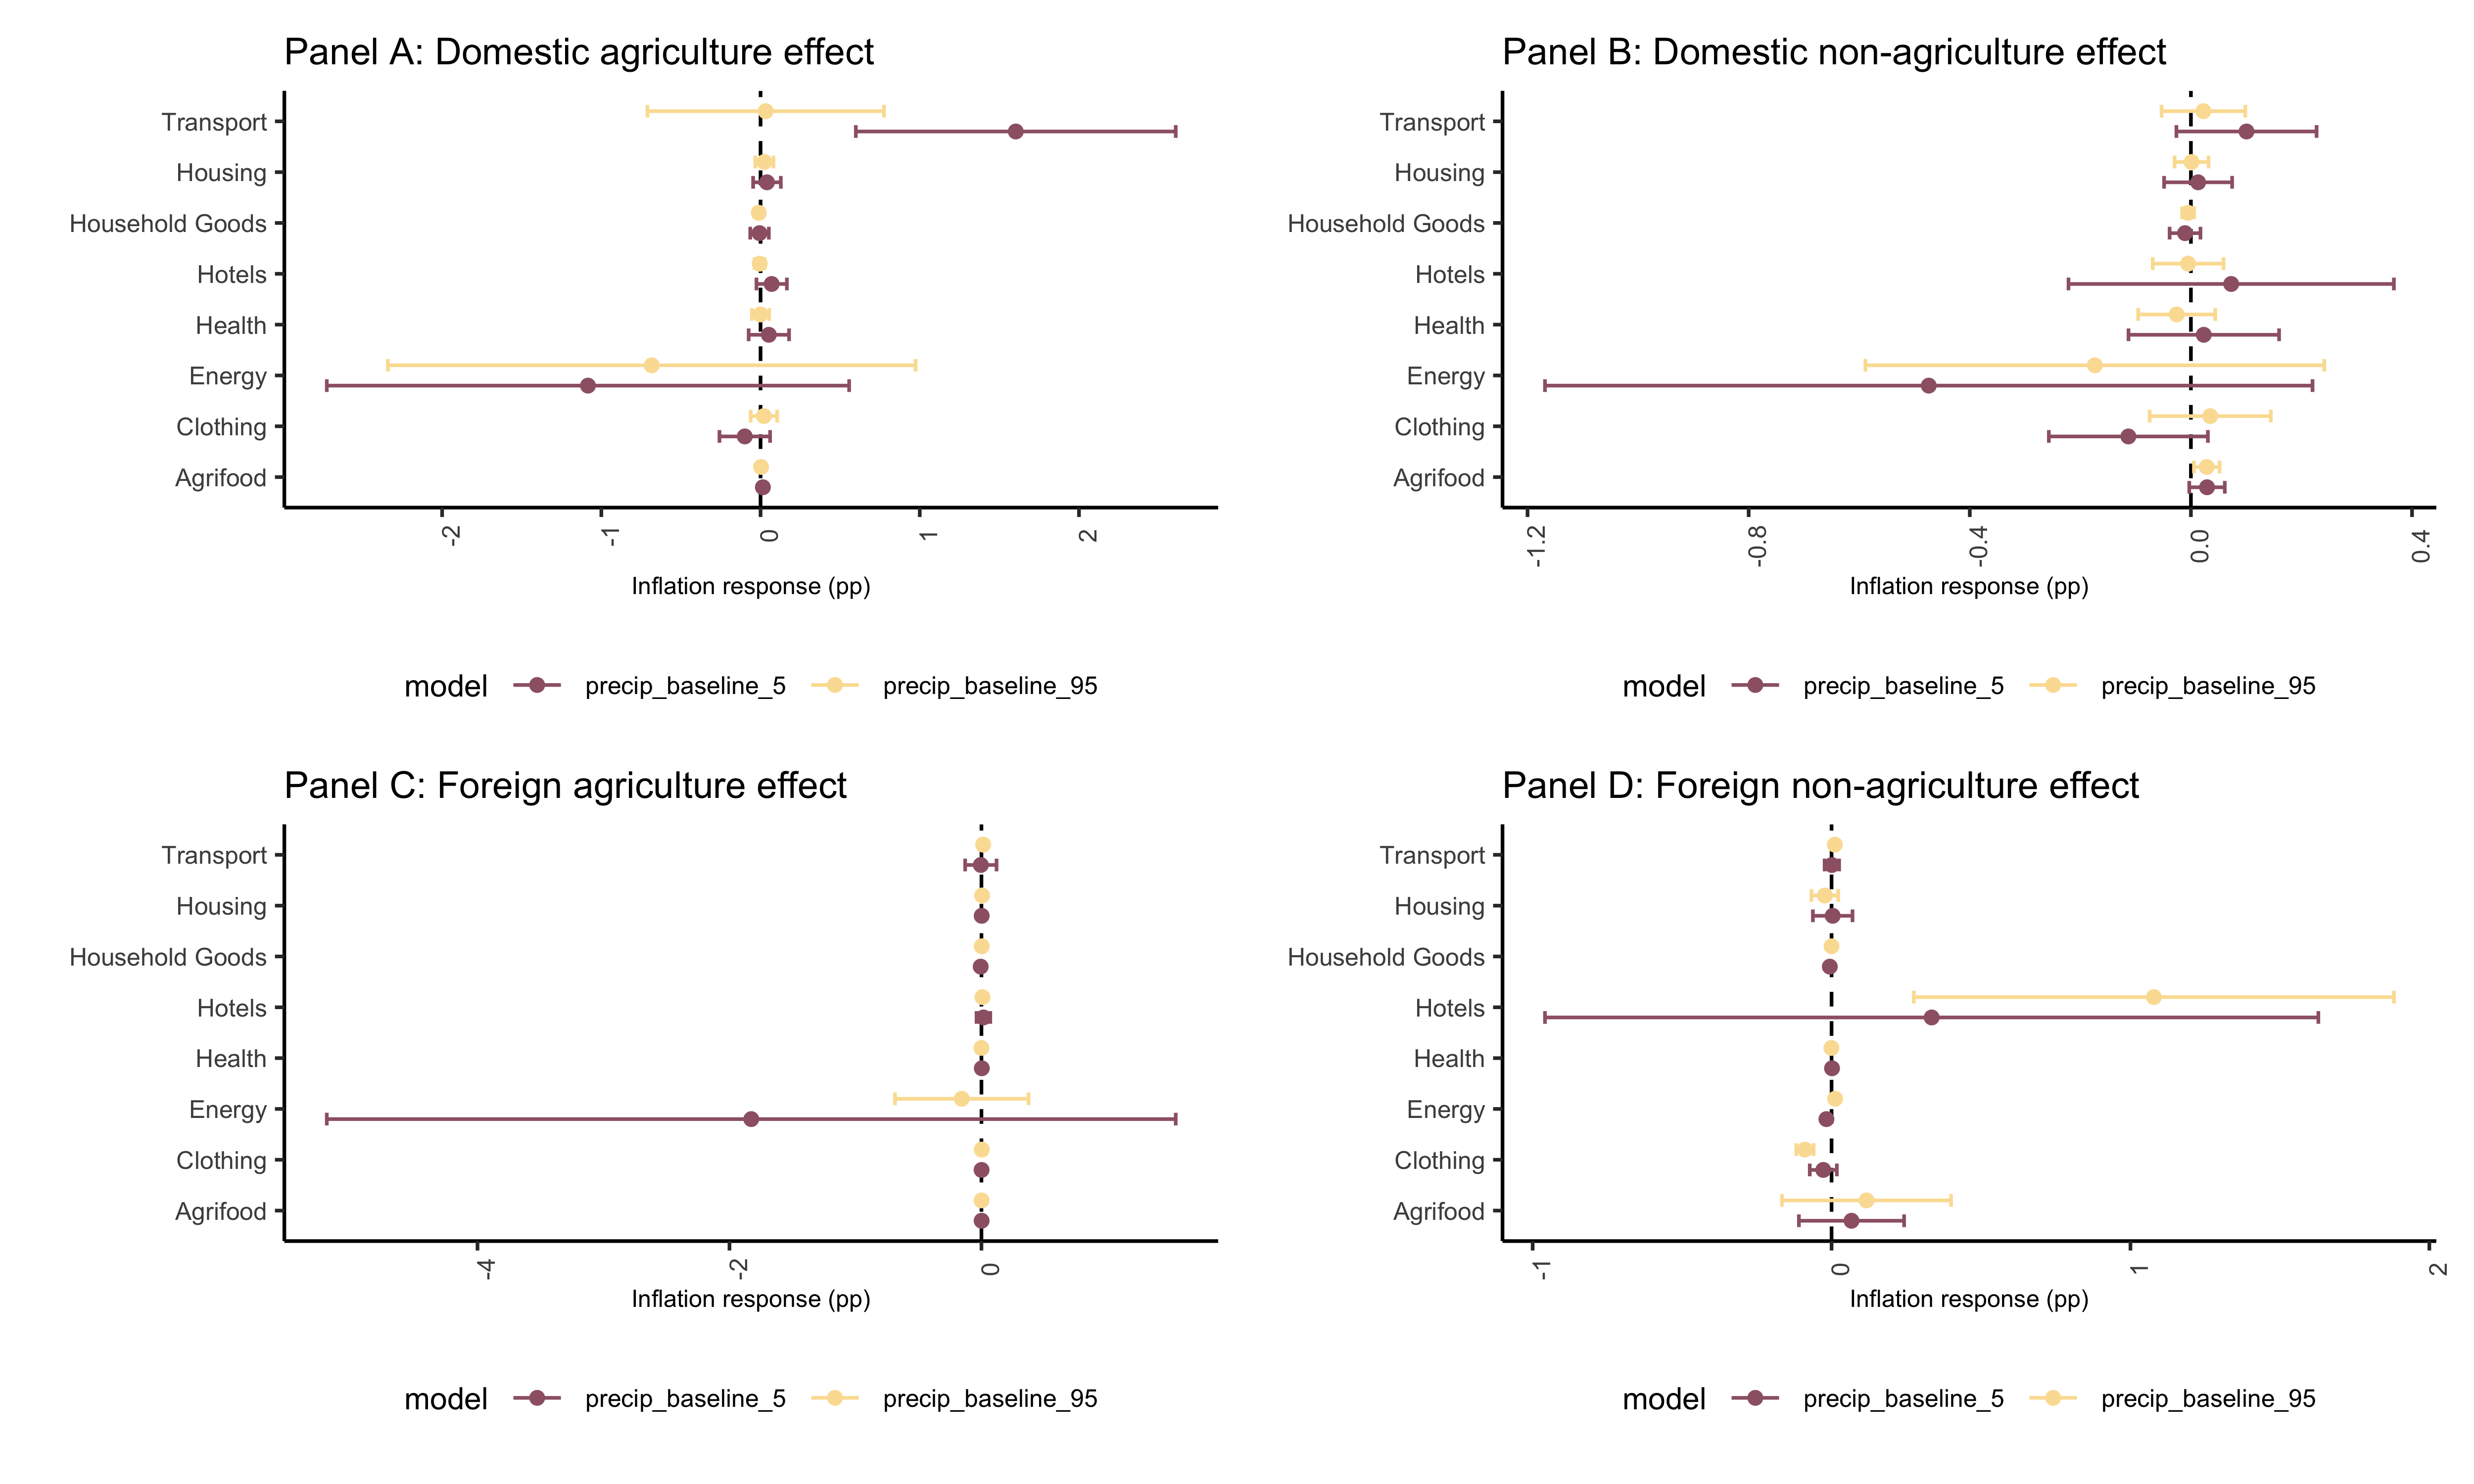 Panel A: Domestic agriculture effect
Transport
Housing
Household Goods
Hotels
Health
Energy
Clothing
Agrifood
-2
-1
0
1
2
Inflation response (pp)
model precip_baseline_5 precip_baseline_95
Panel B: Domestic non-agriculture effect
Transport
Housing
Household Goods
Hotels
Health
Energy
Clothing
Agrifood
-1.2
-0.8
-0.4
0.0
0.4
Inflation response (pp)
model precip_baseline_5 precip_baseline_95
Panel C: Foreign agriculture effect
Transport
Housing
Household Goods
Hotels
Health
Energy
Clothing
Agrifood
-4
-2
0
Inflation response (pp)
model precip_baseline_5 precip_baseline_95
Panel D: Foreign non-agriculture effect
Transport
Housing
Household Goods
Hotels
Health
Energy
Clothing
Agrifood
-1
0
1
2
Inflation response (pp)
model precip_baseline_5 precip_baseline_95